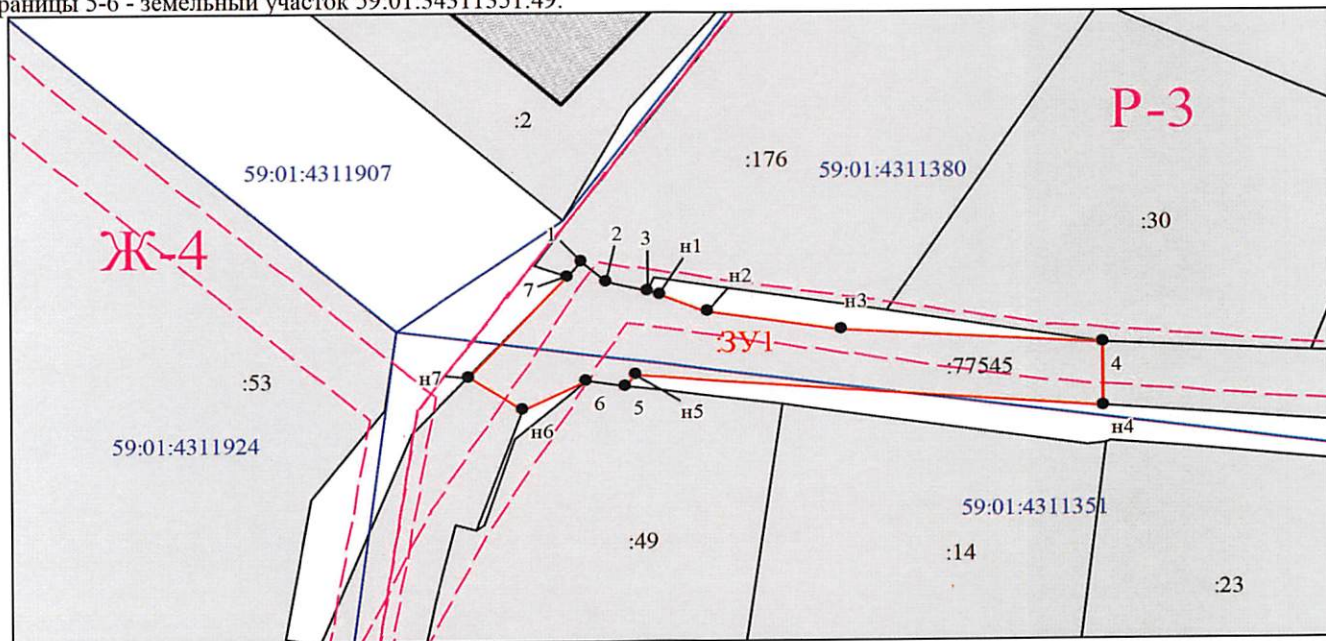 раницы 5-6 - земельный участок 59:01:34311351:49.
:2
Р-3
59:01:4311907
:176
59:01:4311380
:30
Ж-4
1
2
3
н1
н2
7
н3
:ЗУ1
:77545
4
:53
н7
6
5
н5
н4
н6
59:01:4311924
59:01:4311351
:49
:14
:23